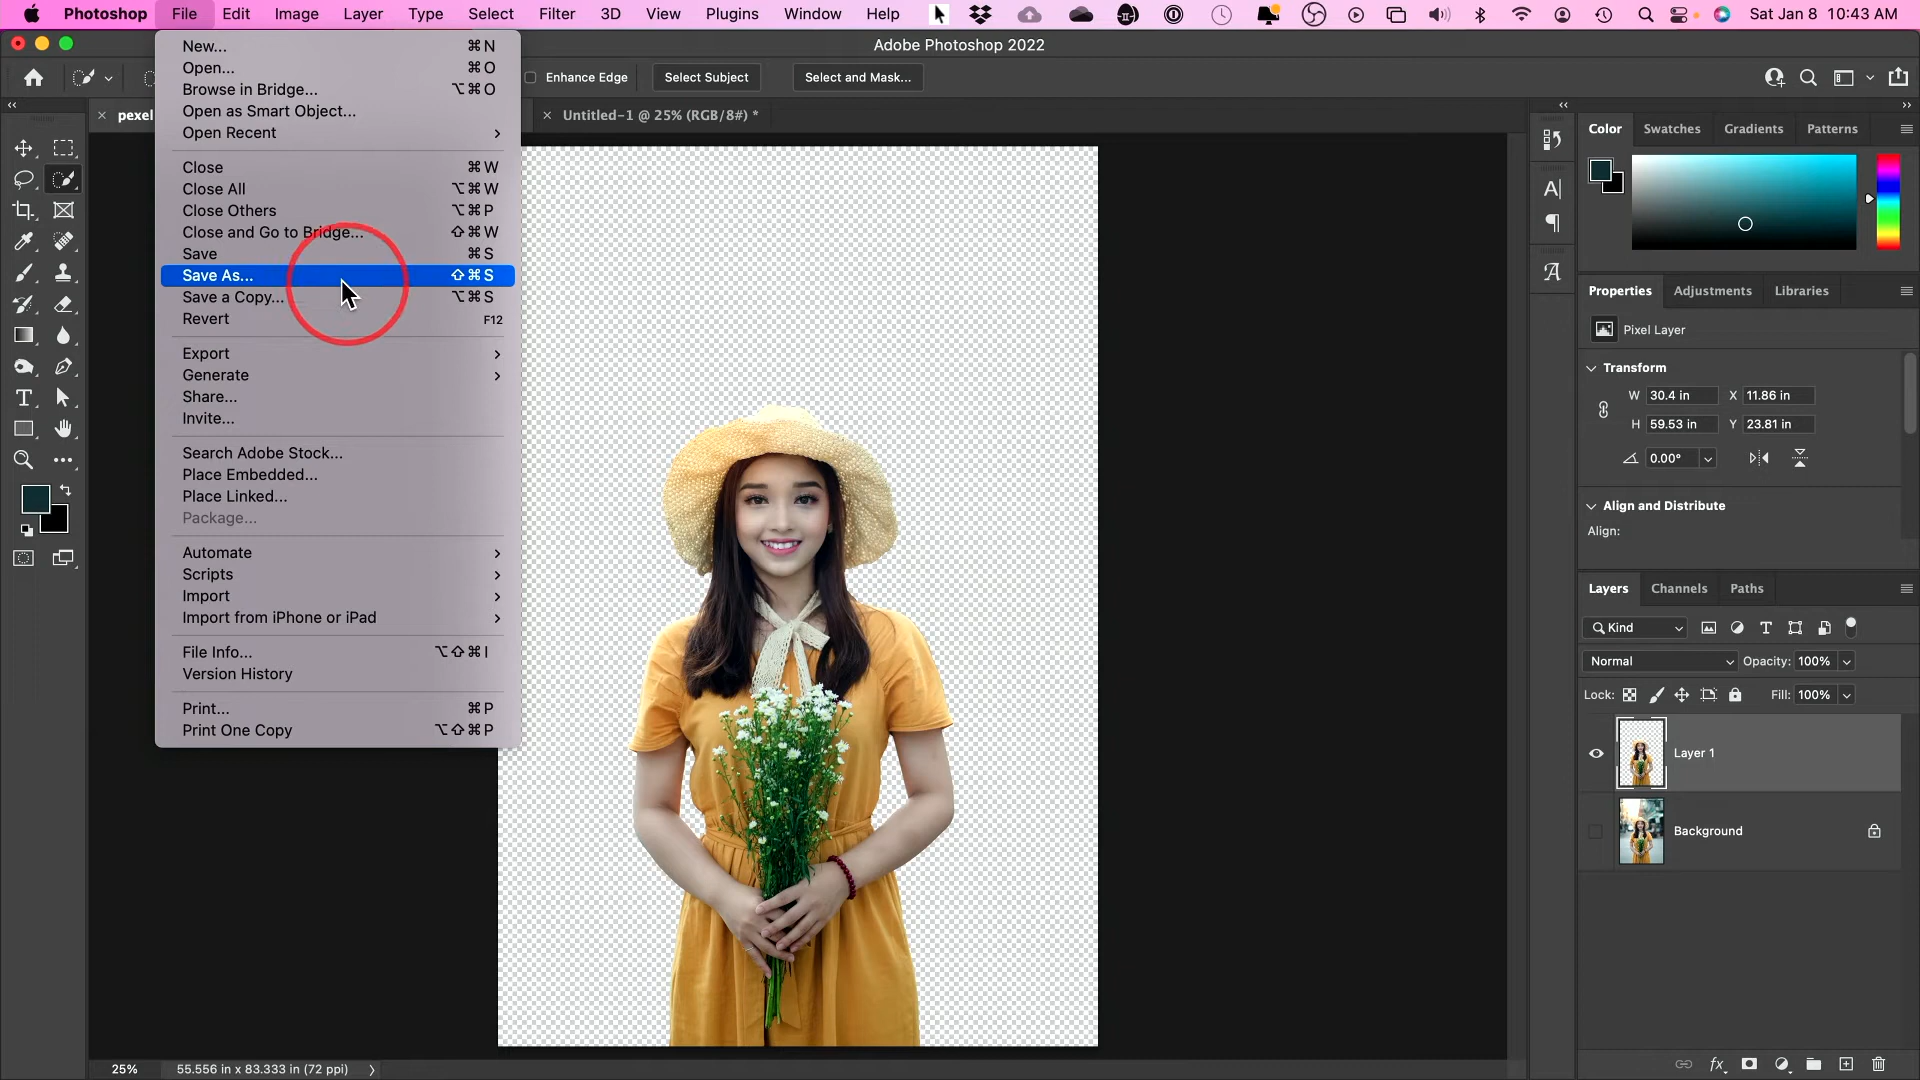 Photoshop File Edit Image Layer Type Select Filter 3D View Plugins Window Help Sat Jan 8 10:43 AM
Adobe Photoshop 2022
Enhance Edge Select Subject Select and Mask...
pexel
Untitled-1 @ 25% (RGB/8#) *
New... ⌘N
Open... ⌘O
Browse in Bridge... ⌥⌘O
Open as Smart Object...
Open Recent
Close ⌘W
Close All ⌥⌘W
Close Others ⌥⌘P
Close and Go to Bridge... ⇧⌘W
Save ⌘S
Save As... ⇧⌘S
Save a Copy... ⌥⌘S
Revert F12
Export
Generate
Share...
Invite...
Search Adobe Stock...
Place Embedded...
Place Linked...
Package...
Automate
Scripts
Import
Import from iPhone or iPad
File Info... ⌥⇧⌘I
Version History
Print... ⌘P
Print One Copy ⌥⇧⌘P
Color Swatches Gradients Patterns
Properties Adjustments Libraries
Pixel Layer
Transform
W 30.4 in X 11.86 in
H 59.53 in Y 23.81 in
0.00°
Align and Distribute
Align:
Layers Channels Paths
Kind
Normal Opacity: 100%
Lock: Fill: 100%
Layer 1
Background
25% 55.556 in x 83.333 in (72 ppi)